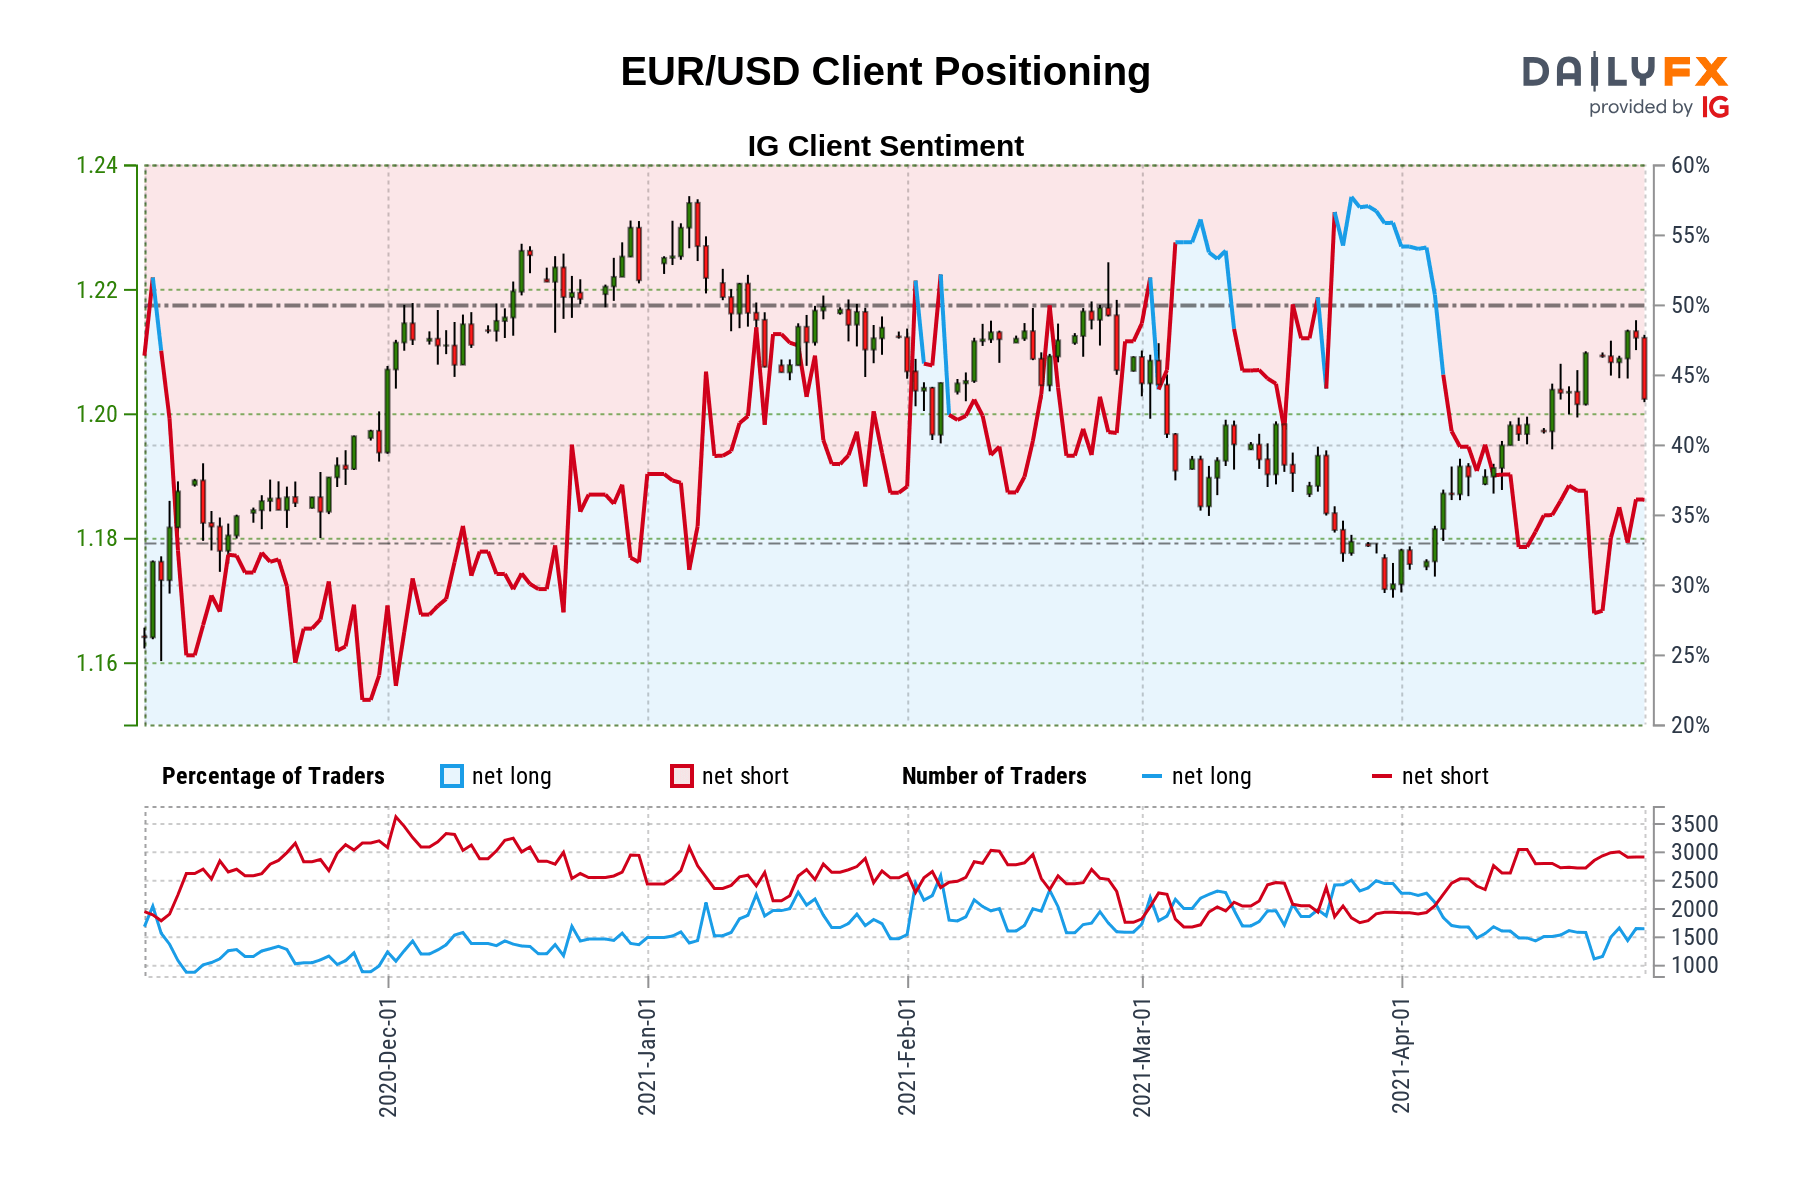 EUR/USD Client Positioning
DAILYFX
provided by IG
IG Client Sentiment
1.24
1.22
1.20
1.18
1.16
60%
55%
50%
45%
40%
35%
30%
25%
20%
Percentage of Traders net long net short Number of Traders net long net short
3500
3000
2500
2000
1500
1000
2020-Dec-01
2021-Jan-01
2021-Feb-01
2021-Mar-01
2021-Apr-01